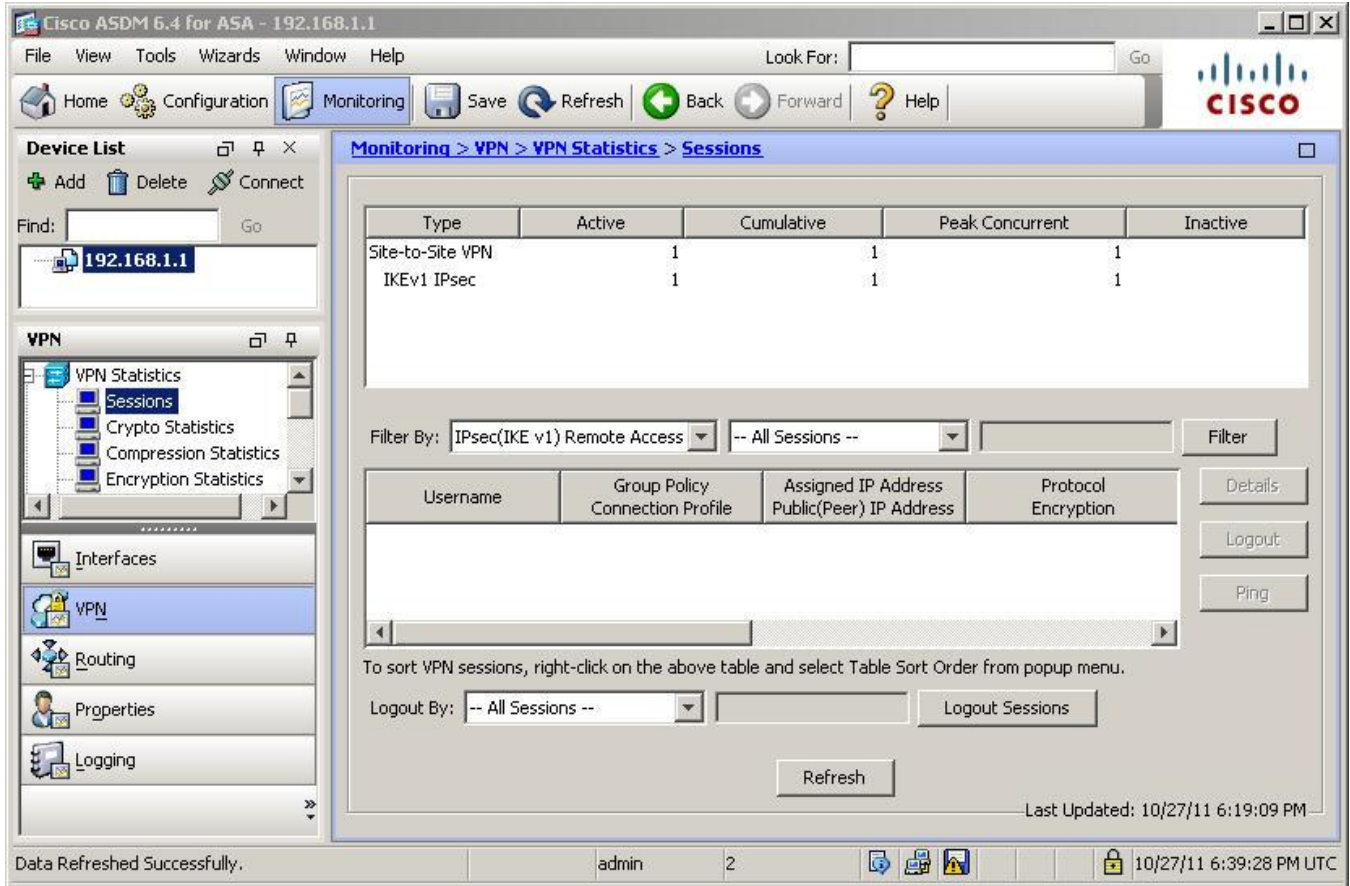 Cisco ASDM 6.4 for ASA - 192.168.1.1
File View Tools Wizards Window Help Look For: Go
Home Configuration Monitoring Save Refresh Back Forward Help
CISCO
Device List
Add Delete Connect
Find: Go
192.168.1.1
VPN
VPN Statistics
Sessions
Crypto Statistics
Compression Statistics
Encryption Statistics
Interfaces
VPN
Routing
Properties
Logging
Monitoring > VPN > VPN Statistics > Sessions
Type Active Cumulative Peak Concurrent Inactive
Site-to-Site VPN 1 1 1
IKEv1 IPsec 1 1 1
Filter By: IPsec(IKE v1) Remote Access -- All Sessions -- Filter
Username Group Policy Connection Profile Assigned IP Address Public(Peer) IP Address Protocol Encryption
Details
Logout
Ping
To sort VPN sessions, right-click on the above table and select Table Sort Order from popup menu.
Logout By: -- All Sessions -- Logout Sessions
Refresh
Last Updated: 10/27/11 6:19:09 PM
Data Refreshed Successfully. admin 2 10/27/11 6:39:28 PM UTC